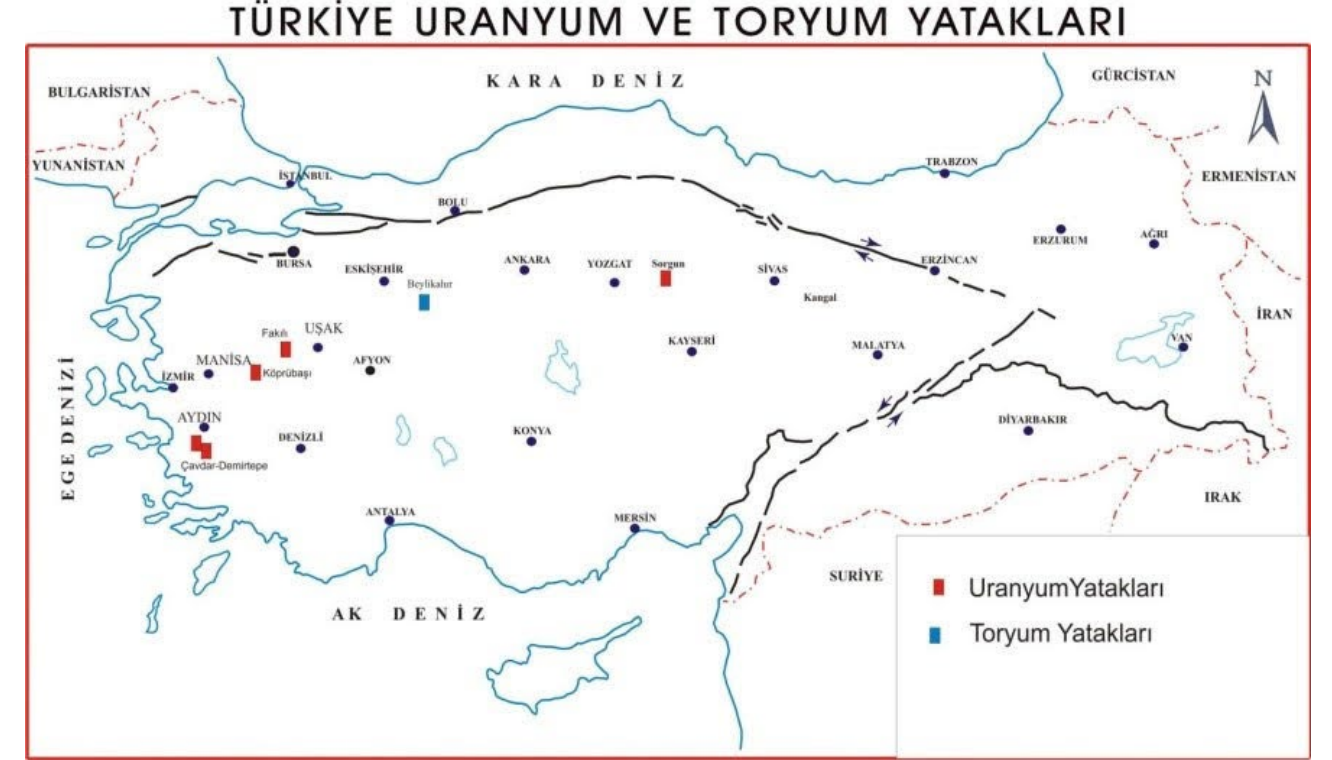 TÜRKİYE URANYUM VE TORYUM YATAKLARI
KARA DENİZ
GÜRCİSTAN
N
BULGARİSTAN
YUNANİSTAN
İSTANBUL
TRABZON
ERMENİSTAN
BOLU
ERZURUM
AĞRI
BURSA
ESKİŞEHİR
ANKARA
YOZGAT
Sorgun
SİVAS
ERZİNCAN
Beylikahır
Kangal
İRAN
Fakılı
UŞAK
KAYSERİ
MALATYA
VAN
MANİSA
AFYON
İZMİR
Köprübaşı
EGE DENİZİ
AYDIN
DENİZLİ
KONYA
DİYARBAKIR
Çavdar-Demirtepe
IRAK
ANTALYA
MERSİN
SURİYE
AK DENİZ
UranyumYatakları
Toryum Yatakları